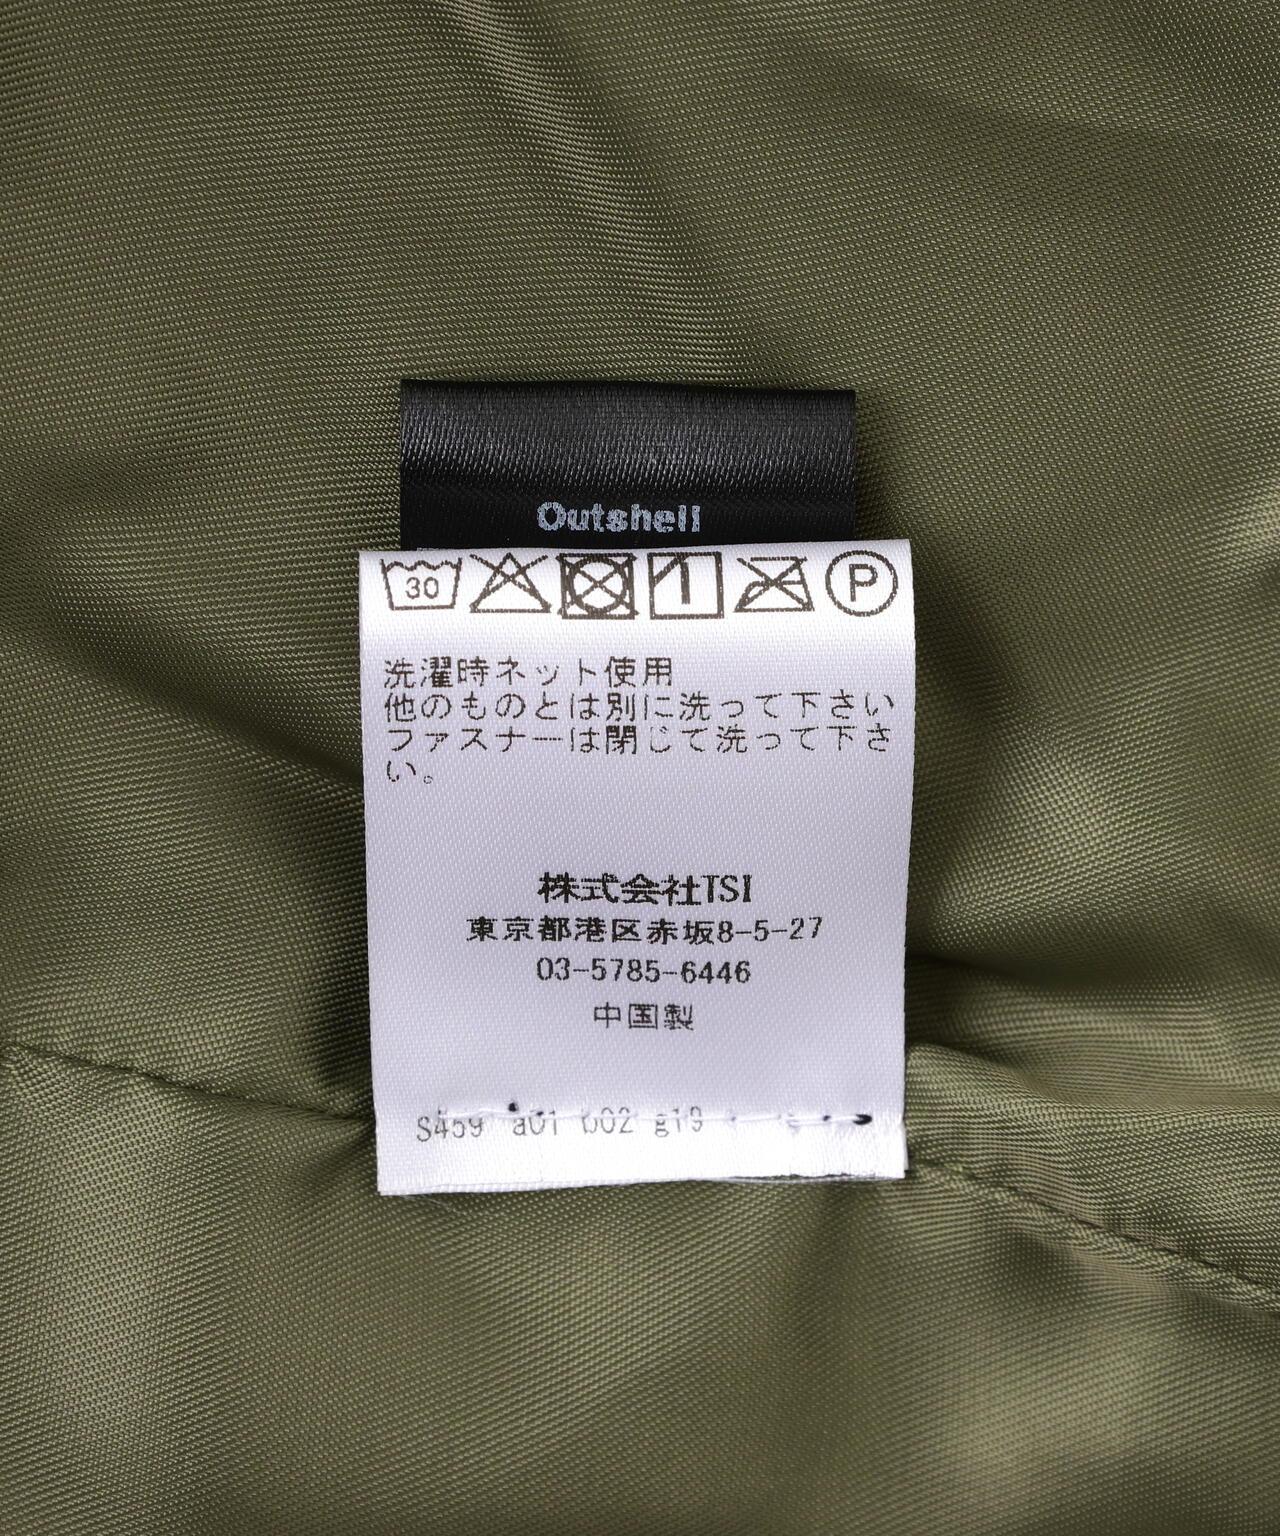 Outshell
30
P
洗濯時ネット使用
他のものとは別に洗って下さい
ファスナーは閉じて洗って下さ
い。
株式会社TSI
東京都港区赤坂8-5-27
03-5785-6446
中国製
S459 a01 b02 g19